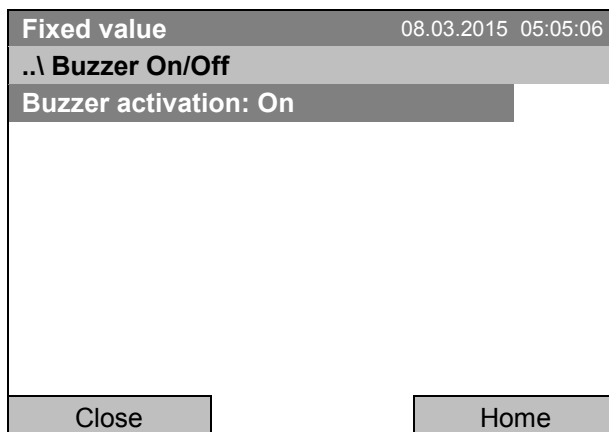 Fixed value 08.03.2015 05:05:06
..\ Buzzer On/Off
Buzzer activation: On
Close Home